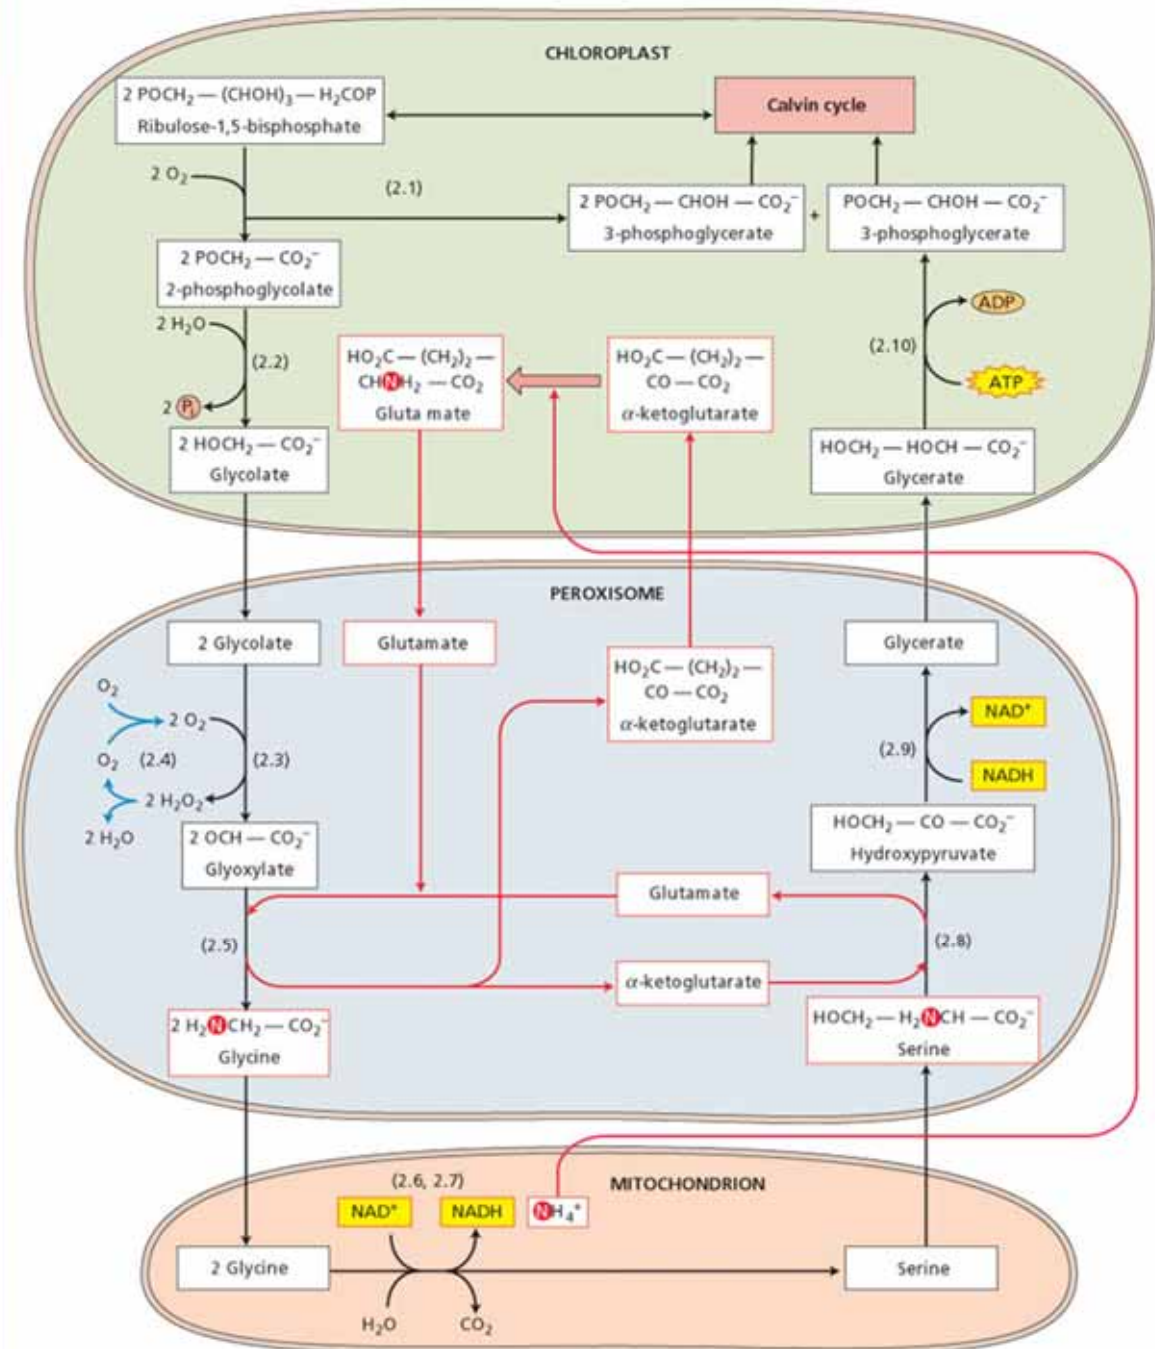 CHLOROPLAST
2 POCH₂ — (CHOH)₃ — H₂COP
Ribulose-1,5-bisphosphate
Calvin cycle
2 O₂
(2.1)
2 POCH₂ — CHOH — CO₂⁻
3-phosphoglycerate
+
POCH₂ — CHOH — CO₂⁻
3-phosphoglycerate
2 POCH₂ — CO₂⁻
2-phosphoglycolate
2 H₂O
(2.2)
2 Pi
HO₂C — (CH₂)₂ —
CHNH₂ — CO₂
Gluta mate
HO₂C — (CH₂)₂ —
CO — CO₂
α-ketoglutarate
ADP
(2.10)
ATP
2 HOCH₂ — CO₂⁻
Glycolate
HOCH₂ — HOCH — CO₂⁻
Glycerate
PEROXISOME
2 Glycolate
Glutamate
HO₂C — (CH₂)₂ —
CO — CO₂
α-ketoglutarate
Glycerate
O₂
2 O₂
O₂
(2.4)
(2.3)
2 H₂O₂
2 H₂O
NAD⁺
(2.9)
NADH
2 OCH — CO₂⁻
Glyoxylate
HOCH₂ — CO — CO₂⁻
Hydroxypyruvate
Glutamate
(2.5)
(2.8)
α-ketoglutarate
2 H₂NCH₂ — CO₂⁻
Glycine
HOCH₂ — H₂NCH — CO₂⁻
Serine
MITOCHONDRION
(2.6, 2.7)
NAD⁺
NADH
NH₄⁺
2 Glycine
Serine
H₂O
CO₂